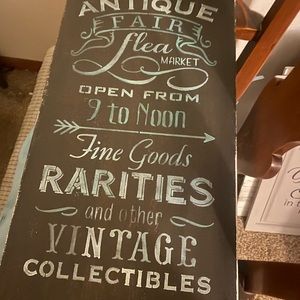 ANTIQUE
FAIR
flea
MARKET
OPEN FROM
9 to Noon
Fine Goods
RARITIES
and other
VINTAGE
COLLECTIBLES